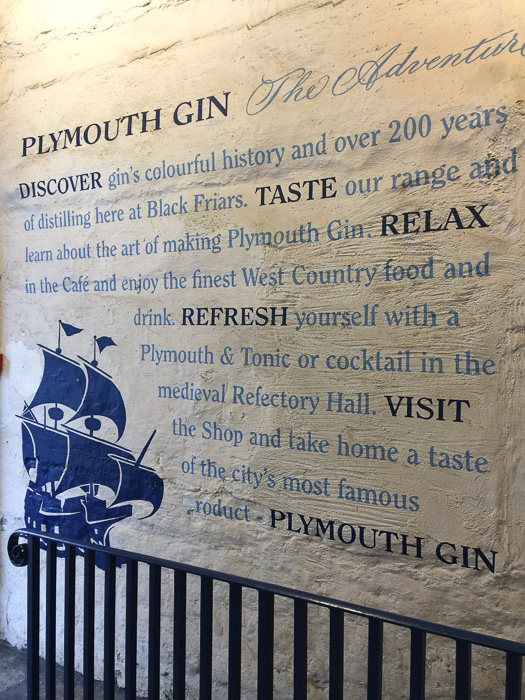 PLYMOUTH GIN The Adventure
DISCOVER gin's colourful history and over 200 years
of distilling here at Black Friars. TASTE our range and
learn about the art of making Plymouth Gin. RELAX
in the Café and enjoy the finest West Country food and
drink. REFRESH yourself with a
Plymouth & Tonic or cocktail in the
medieval Refectory Hall. VISIT
the Shop and take home a taste
of the city's most famous
roduct - PLYMOUTH GIN